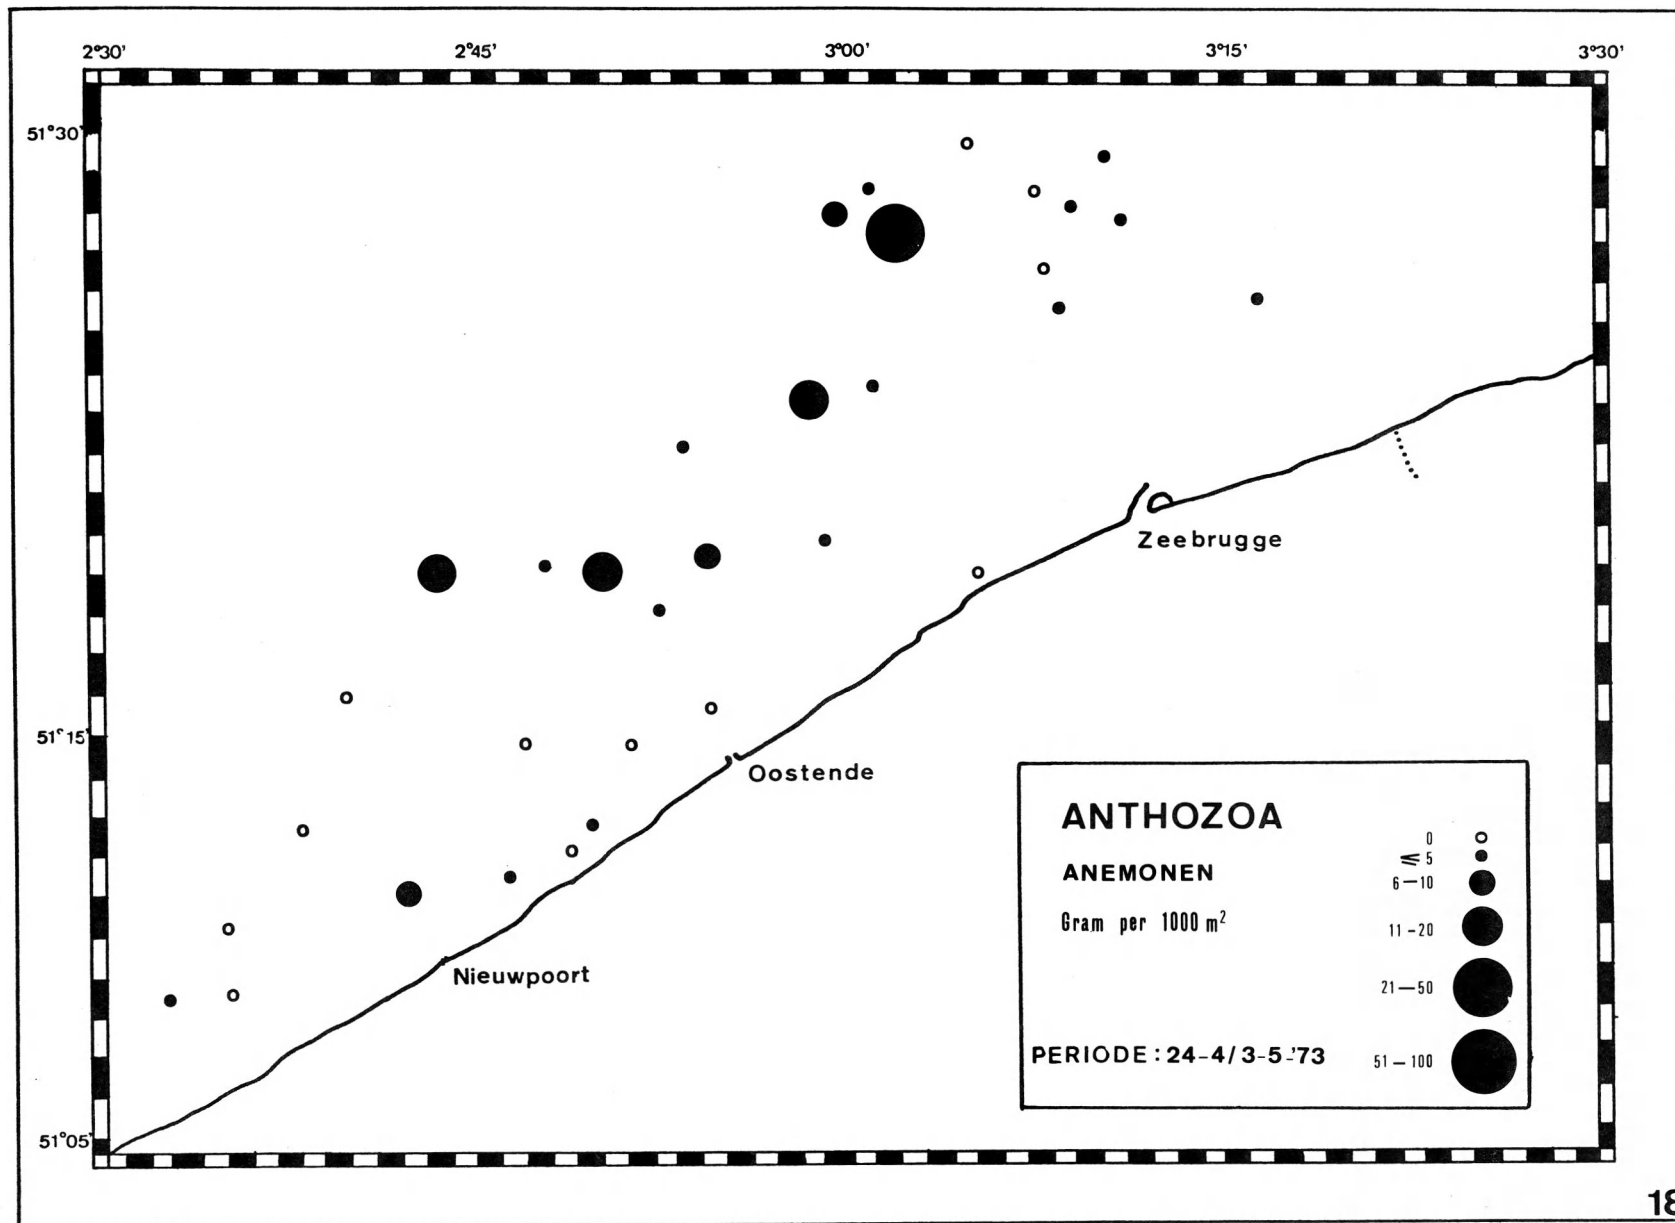 2°30' 2°45' 3°00' 3°15' 3°30'
51°30'
51°15'
51°05'
Zeebrugge
Oostende
Nieuwpoort
ANTHOZOA
ANEMONEN
Gram per 1000 m²
PERIODE : 24-4/3-5-'73
0
≤ 5
6—10
11-20
21—50
51—100
18